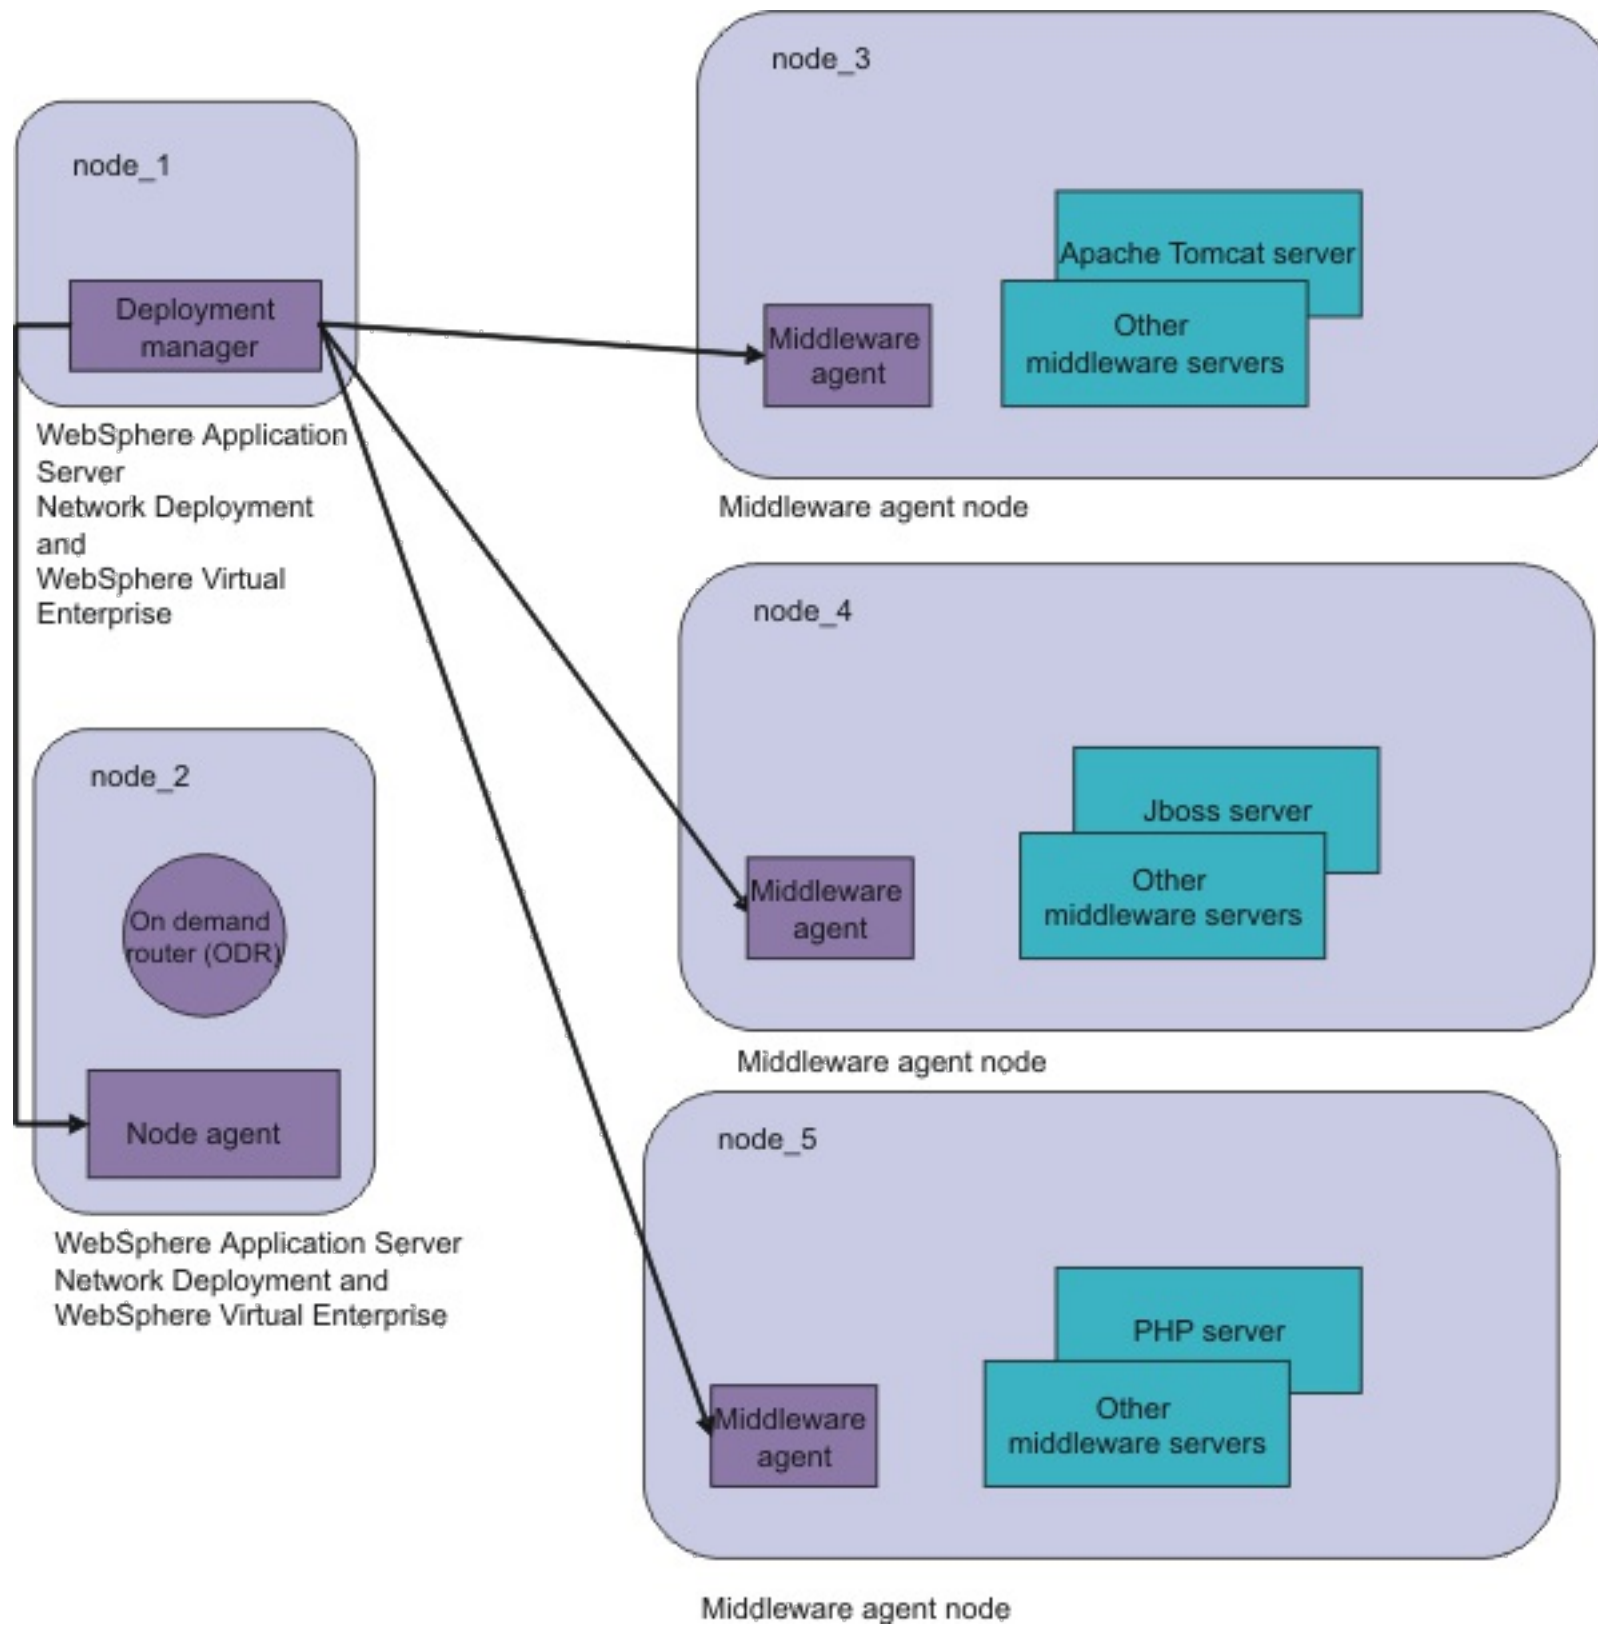 node_1
Deployment
manager
WebSphere Application
Server
Network Deployment
and
WebSphere Virtual
Enterprise
node_2
On demand
router (ODR)
Node agent
WebSphere Application Server
Network Deployment and
WebSphere Virtual Enterprise
node_3
Middleware
agent
Apache Tomcat server
Other
middleware servers
Middleware agent node
node_4
Middleware
agent
Jboss server
Other
middleware servers
Middleware agent node
node_5
Middleware
agent
PHP server
Other
middleware servers
Middleware agent node